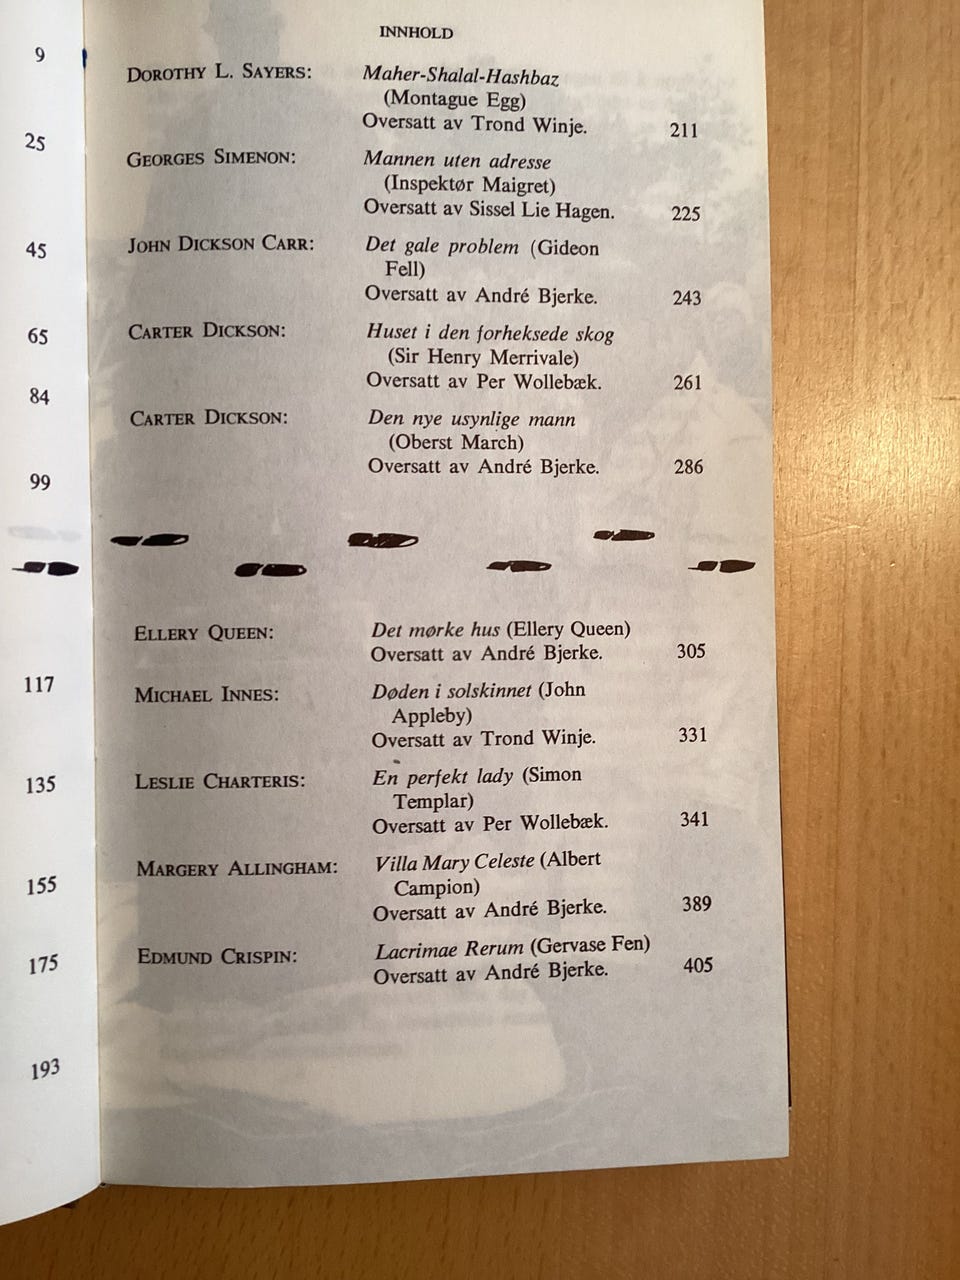 9
25
45
65
84
99
117
135
155
175
193
INNHOLD
DOROTHY L. SAYERS: Maher-Shalal-Hashbaz
(Montague Egg)
Oversatt av Trond Winje. 211
GEORGES SIMENON: Mannen uten adresse
(Inspektør Maigret)
Oversatt av Sissel Lie Hagen. 225
JOHN DICKSON CARR: Det gale problem (Gideon
Fell)
Oversatt av André Bjerke. 243
CARTER DICKSON: Huset i den forheksede skog
(Sir Henry Merrivale)
Oversatt av Per Wollebæk. 261
CARTER DICKSON: Den nye usynlige mann
(Oberst March)
Oversatt av André Bjerke. 286
ELLERY QUEEN: Det mørke hus (Ellery Queen)
Oversatt av André Bjerke. 305
MICHAEL INNES: Døden i solskinnet (John
Appleby)
Oversatt av Trond Winje. 331
LESLIE CHARTERIS: En perfekt lady (Simon
Templar)
Oversatt av Per Wollebæk. 341
MARGERY ALLINGHAM: Villa Mary Celeste (Albert
Campion)
Oversatt av André Bjerke. 389
EDMUND CRISPIN: Lacrimae Rerum (Gervase Fen)
Oversatt av André Bjerke. 405